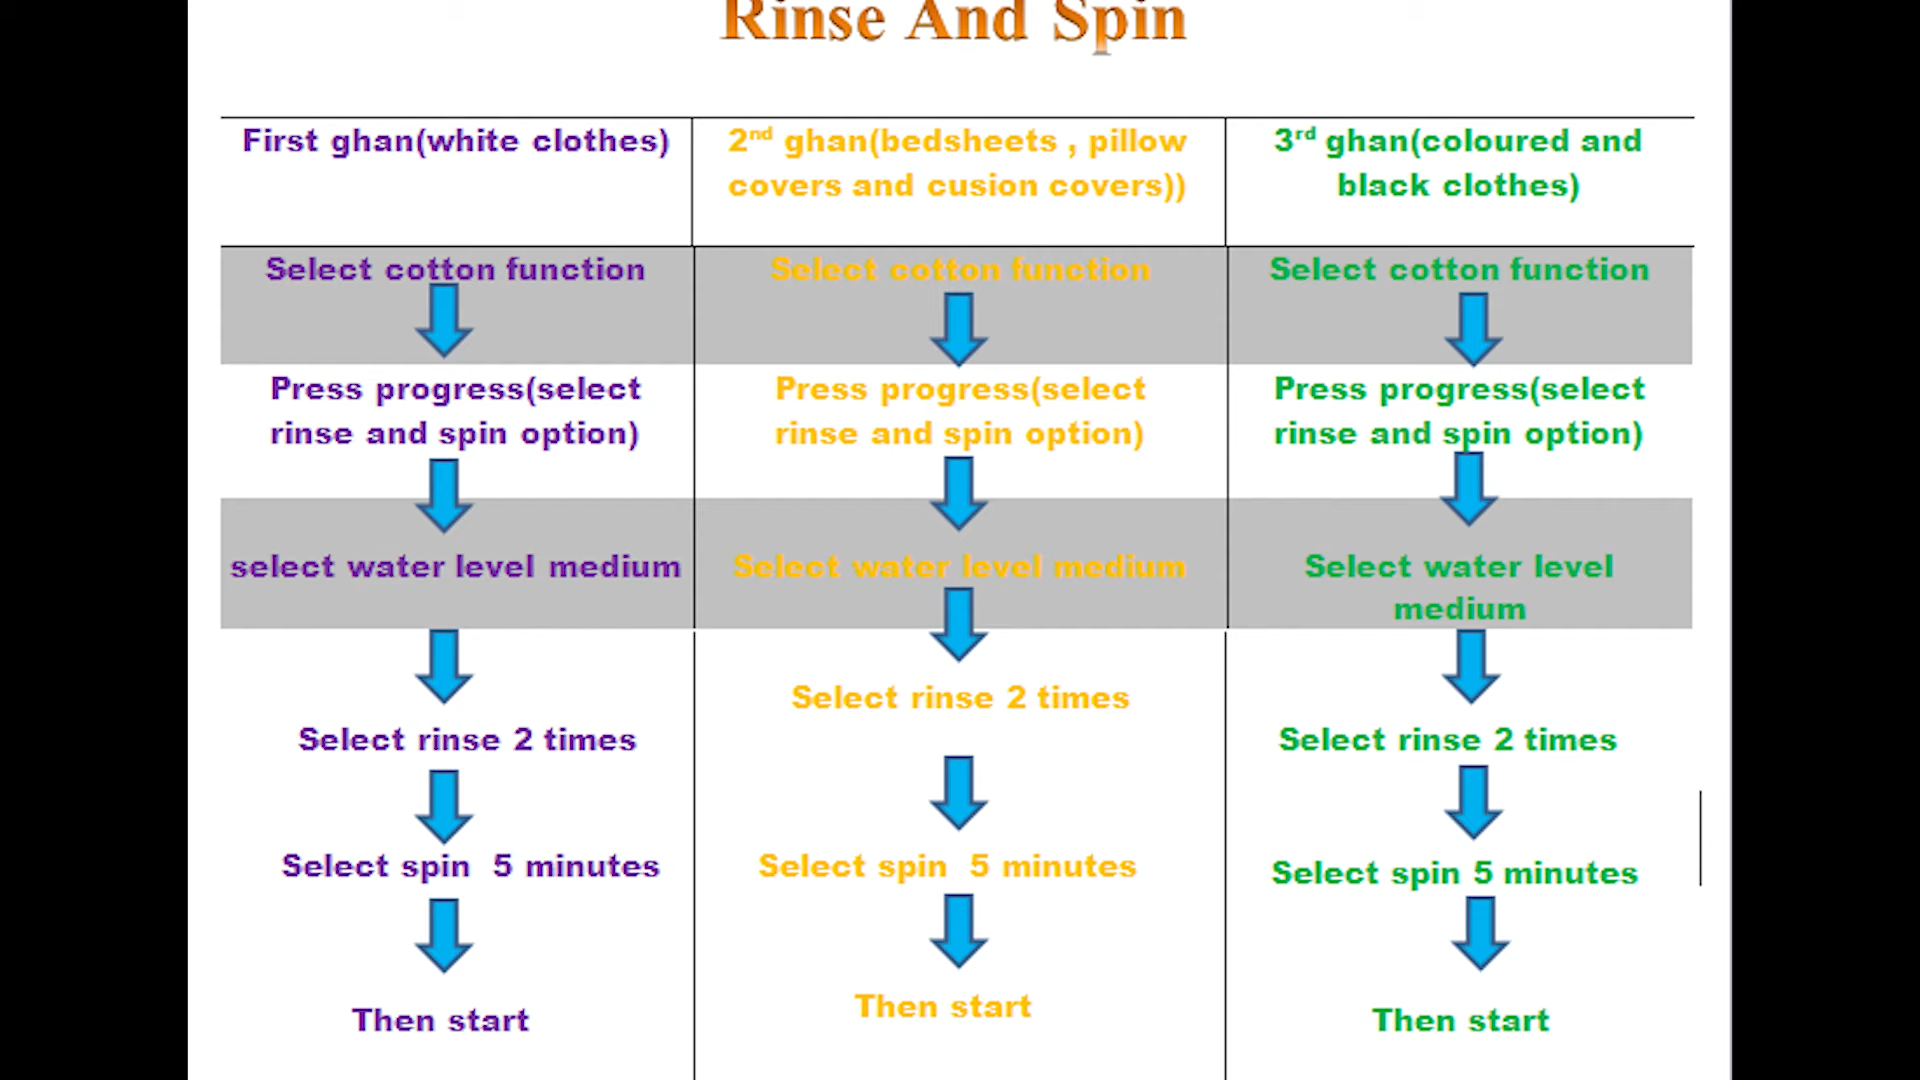 Rinse And Spin
First ghan(white clothes)
2nd ghan(bedsheets , pillow
covers and cusion covers))
3rd ghan(coloured and
black clothes)
Select cotton function
Select cotton function
Select cotton function
Press progress(select
rinse and spin option)
Press progress(select
rinse and spin option)
Press progress(select
rinse and spin option)
select water level medium
Select water level medium
Select water level
medium
Select rinse 2 times
Select rinse 2 times
Select rinse 2 times
Select spin  5 minutes
Select spin  5 minutes
Select spin 5 minutes
Then start
Then start
Then start